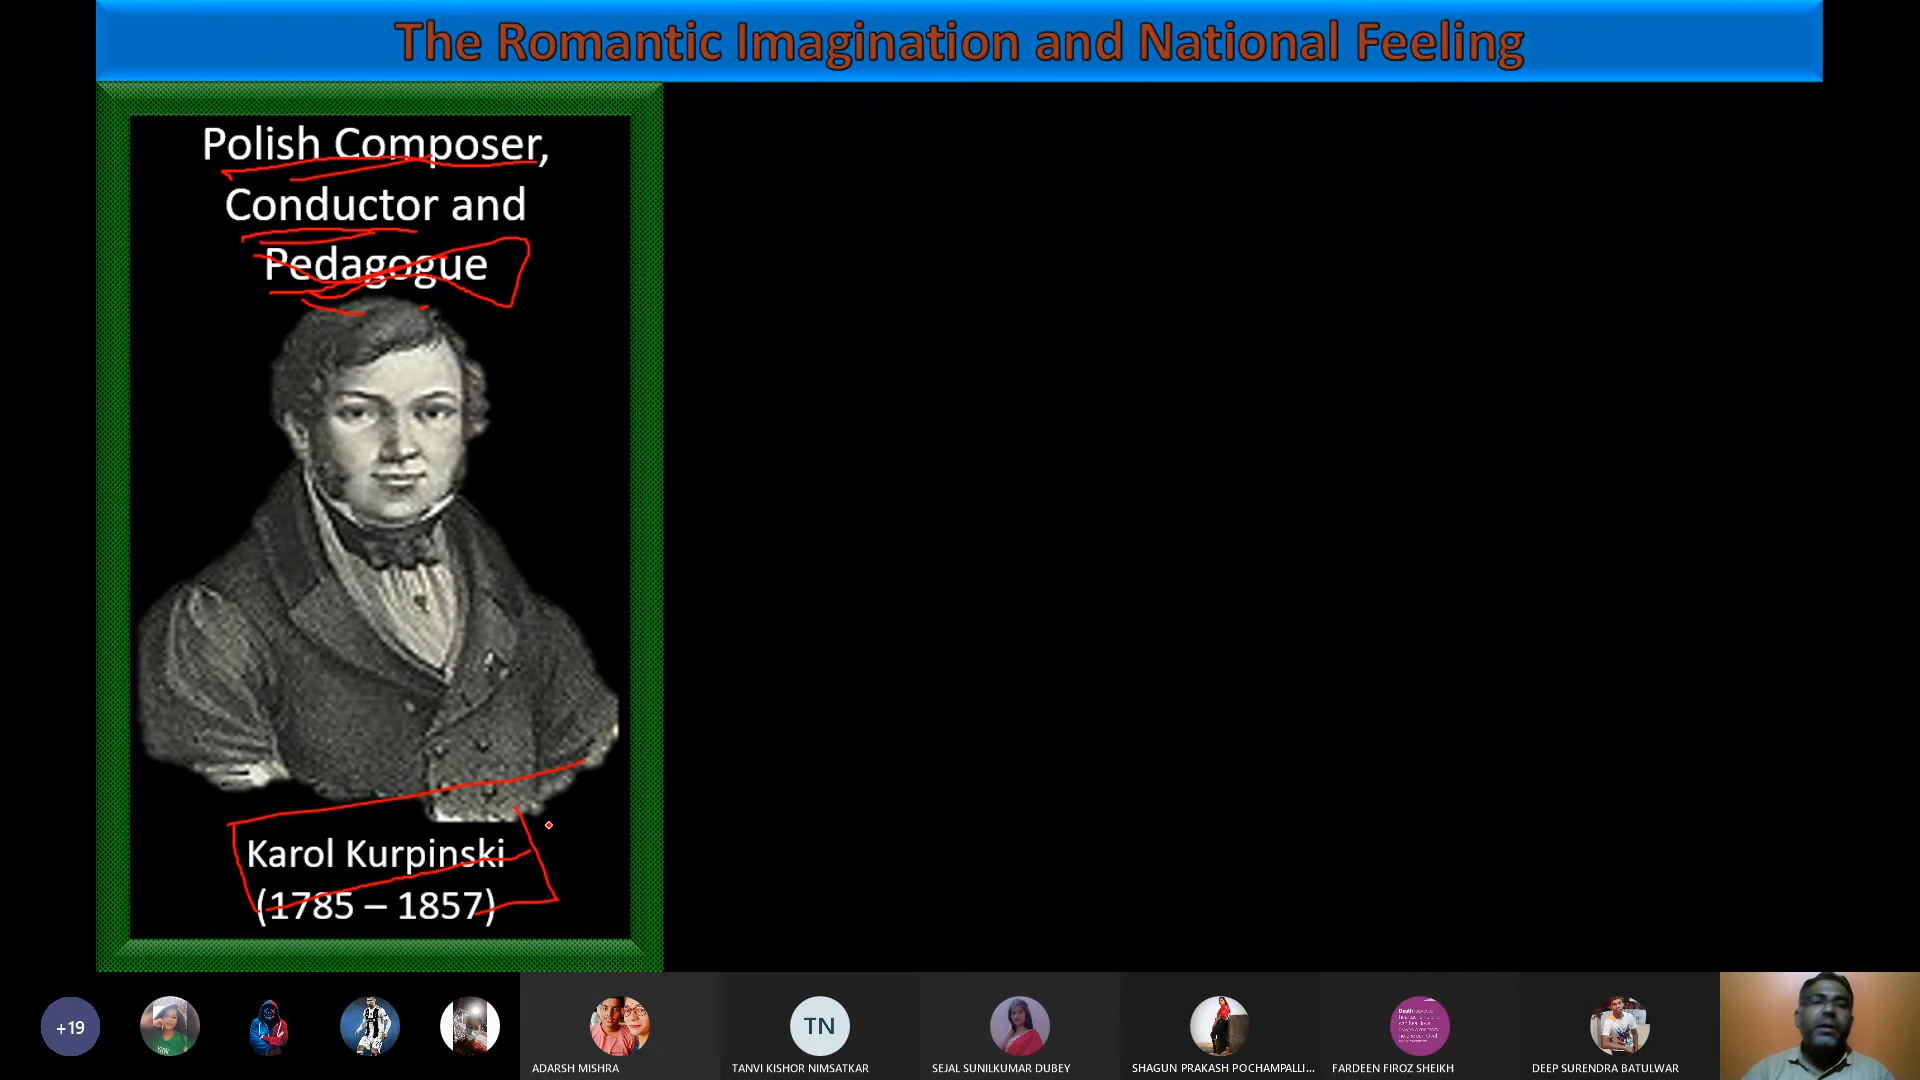 The Romantic Imagination and National Feeling
Polish Composer,
Conductor and
Pedagogue
Karol Kurpinski
(1785 – 1857)
+19
ADARSH MISHRA
TN
TANVI KISHOR NIMSATKAR
SEJAL SUNILKUMAR DUBEY
SHAGUN PRAKASH POCHAMPALLI...
FARDEEN FIROZ SHEIKH
DEEP SURENDRA BATULWAR